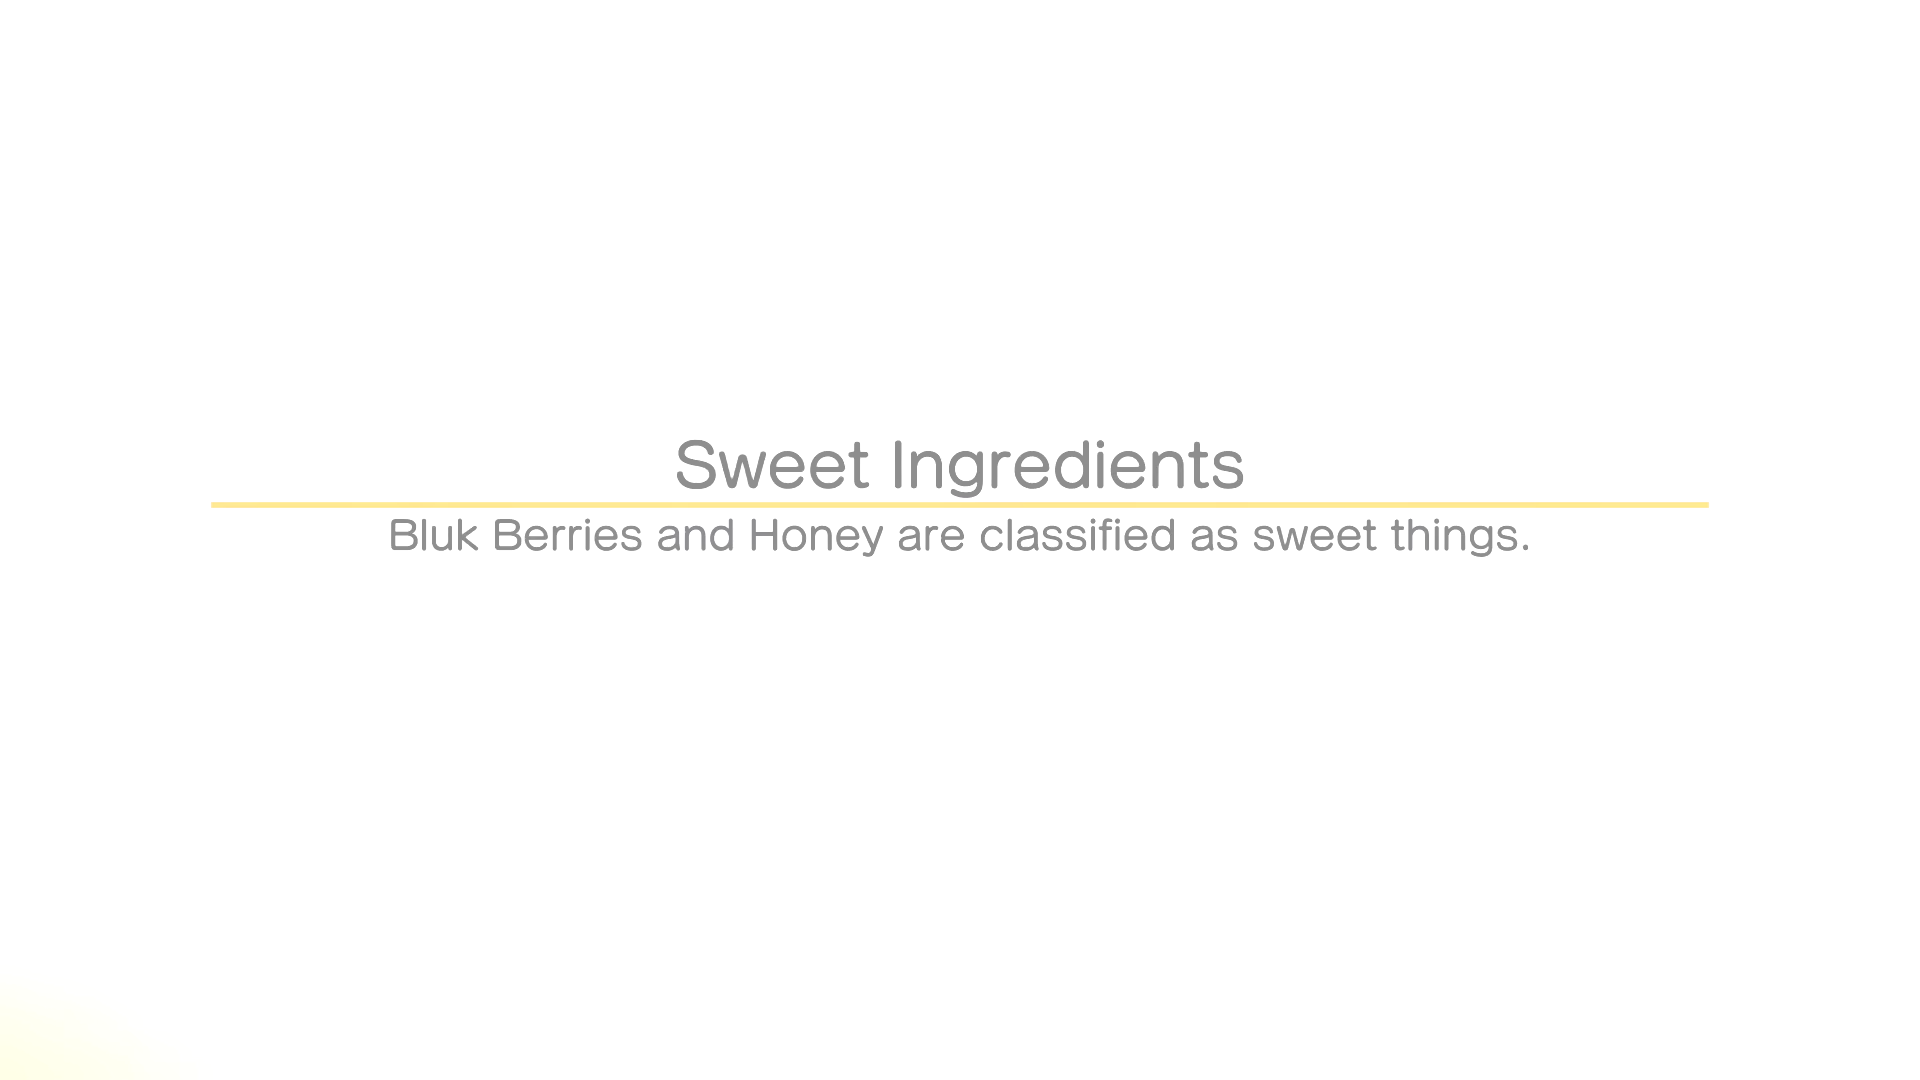 Sweet Ingredients
Bluk Berries and Honey are classified as sweet things.